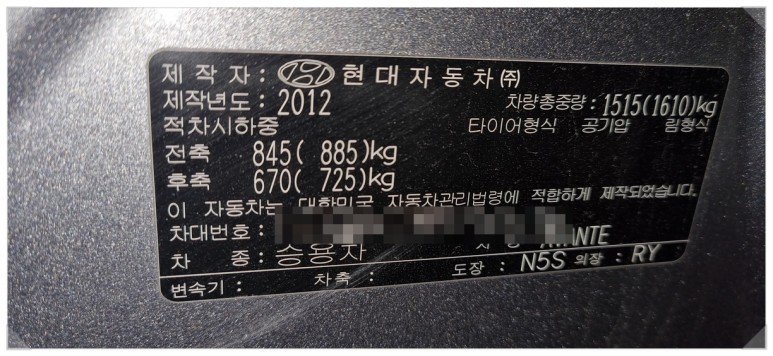 제 작 자 : 현대자동차㈜
제작년도 : 2012 차량총중량 : 1515(1610)kg
적차시하중 타이어형식 공기압 림형식
전축 845( 885)kg
후축 670( 725)kg
이 자동차는 대한민국 자동차관리법령에 적합하게 제작되었습니다.
차대번호 :
차 종 : 승용차 AVANTE
변속기 : 차축 : 도장 : N5S 의장 : RY